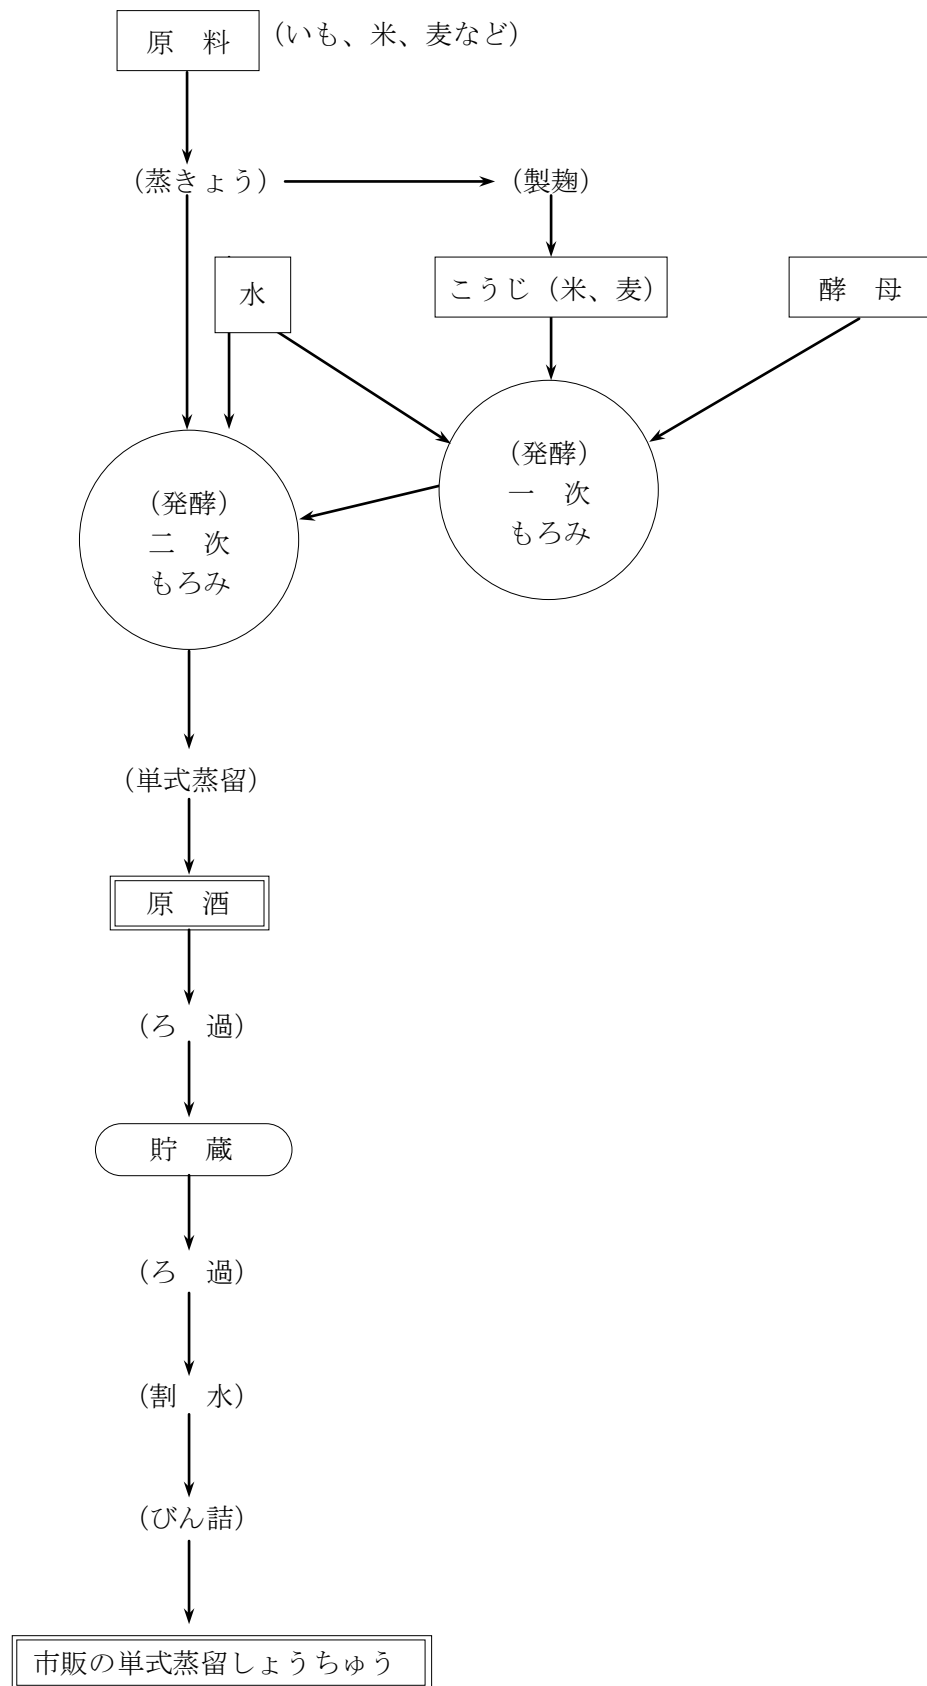 原　料
（いも、米、麦など）
（蒸きょう）
（製麹）
水
こうじ（米、麦）
酵　母
（発酵）
一　次
もろみ
（発酵）
二　次
もろみ
（単式蒸留）
原　酒
（ろ　過）
貯　蔵
（ろ　過）
（割　水）
（びん詰）
市販の単式蒸留しょうちゅう